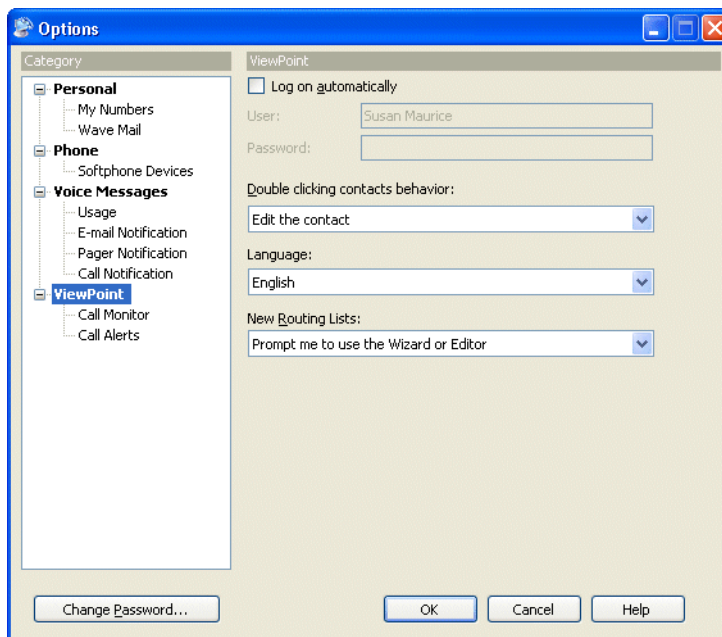 Options
Category
Personal
My Numbers
Wave Mail
Phone
Softphone Devices
Voice Messages
Usage
E-mail Notification
Pager Notification
Call Notification
ViewPoint
Call Monitor
Call Alerts
ViewPoint
Log on automatically
User: Susan Maurice
Password:
Double clicking contacts behavior:
Edit the contact
Language:
English
New Routing Lists:
Prompt me to use the Wizard or Editor
Change Password... OK Cancel Help